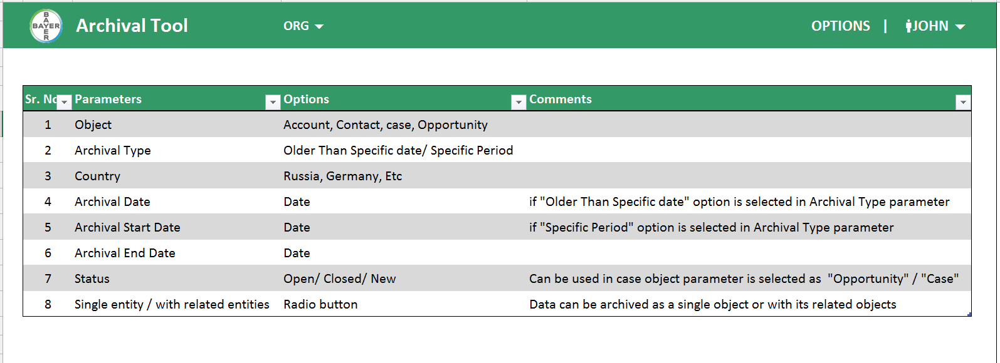 BAYER
BAYER
Archival Tool ORG OPTIONS | JOHN
Sr. No Parameters Options Comments
1 Object Account, Contact, case, Opportunity
2 Archival Type Older Than Specific date/ Specific Period
3 Country Russia, Germany, Etc
4 Archival Date Date if "Older Than Specific date" option is selected in Archival Type parameter
5 Archival Start Date Date if "Specific Period" option is selected in Archival Type parameter
6 Archival End Date Date
7 Status Open/ Closed/ New Can be used in case object parameter is selected as "Opportunity" / "Case"
8 Single entity / with related entities Radio button Data can be archived as a single object or with its related objects